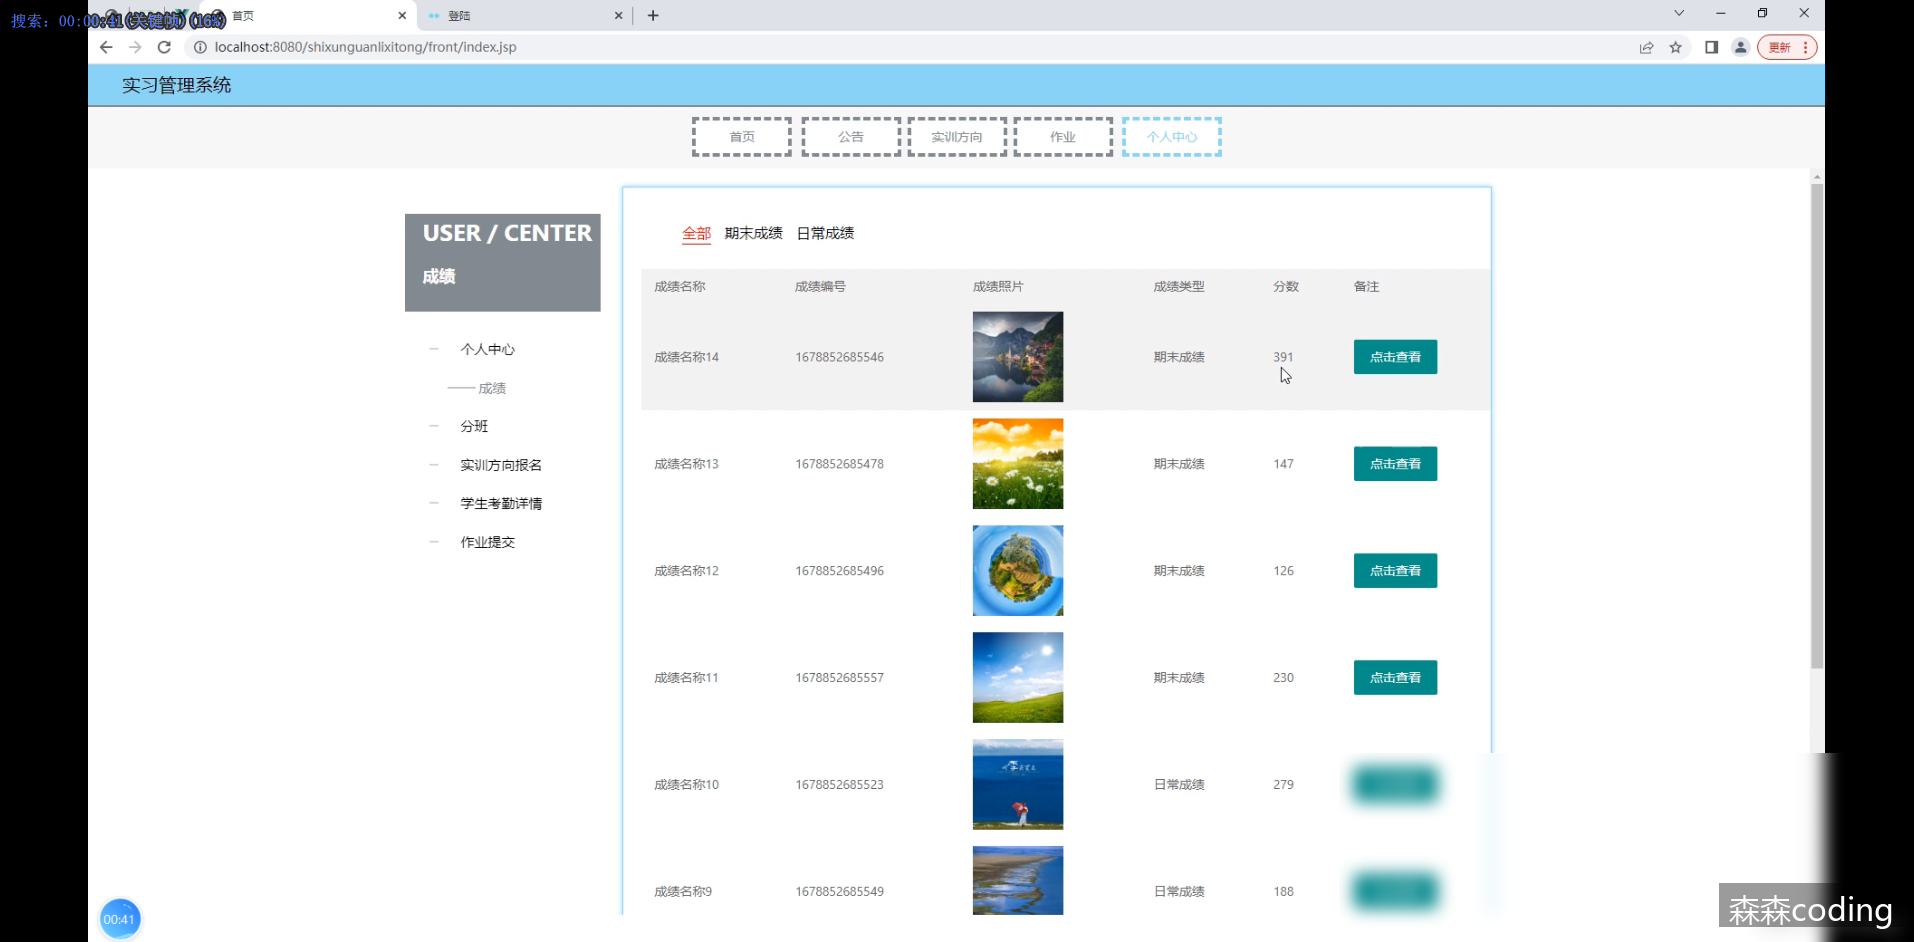 搜索：00:00:41(关键帧)(16%)
首页
登陆
localhost:8080/shixunguanlixitong/front/index.jsp
更新
实习管理系统
首页 公告 实训方向 作业 个人中心
USER / CENTER
成绩
个人中心
成绩
分班
实训方向报名
学生考勤详情
作业提交
全部 期末成绩 日常成绩
成绩名称 成绩编号 成绩照片 成绩类型 分数 备注
成绩名称14 1678852685546 期末成绩 391 点击查看
成绩名称13 1678852685478 期末成绩 147 点击查看
成绩名称12 1678852685496 期末成绩 126 点击查看
成绩名称11 1678852685557 期末成绩 230 点击查看
成绩名称10 1678852685523 日常成绩 279
成绩名称9 1678852685549 日常成绩 188
00:41
森森coding